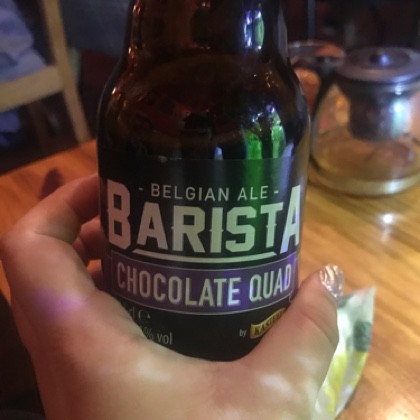 - BELGIAN ALE -
BARISTA
CHOCOLATE QUAD
% vol
by